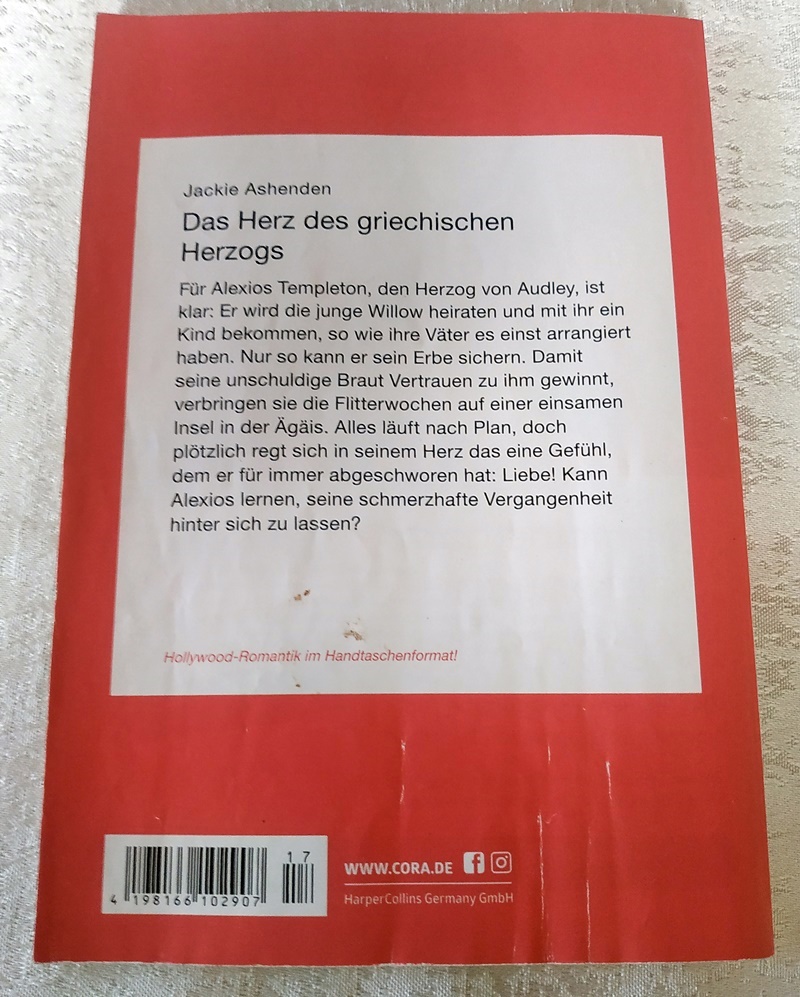 Jackie Ashenden
Das Herz des griechischen
Herzogs
Für Alexios Templeton, den Herzog von Audley, ist
klar: Er wird die junge Willow heiraten und mit ihr ein
Kind bekommen, so wie ihre Väter es einst arrangiert
haben. Nur so kann er sein Erbe sichern. Damit
seine unschuldige Braut Vertrauen zu ihm gewinnt,
verbringen sie die Flitterwochen auf einer einsamen
Insel in der Ägäis. Alles läuft nach Plan, doch
plötzlich regt sich in seinem Herz das eine Gefühl,
dem er für immer abgeschworen hat: Liebe! Kann
Alexios lernen, seine schmerzhafte Vergangenheit
hinter sich zu lassen?
Hollywood-Romantik im Handtaschenformat!
1 7
4 198166 102907
WWW.CORA.DE
HarperCollins Germany GmbH